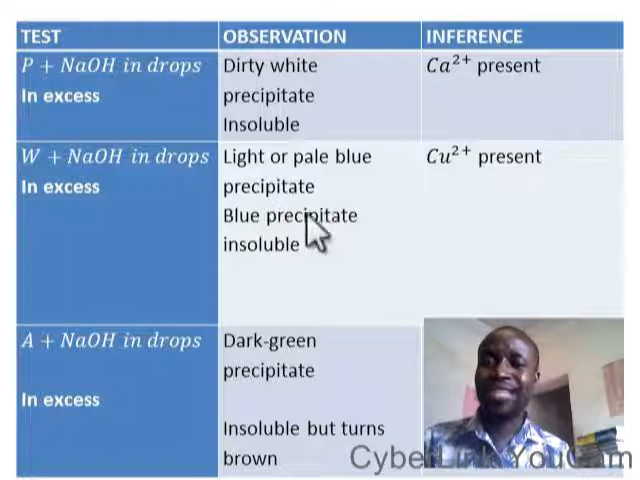 TEST OBSERVATION INFERENCE
P + NaOH in drops Dirty white Ca²⁺ present
In excess precipitate
Insoluble
W + NaOH in drops Light or pale blue Cu²⁺ present
In excess precipitate
Blue precipitate
insoluble
A + NaOH in drops Dark-green
precipitate
In excess
Insoluble but turns
brown
CyberLink YouCam